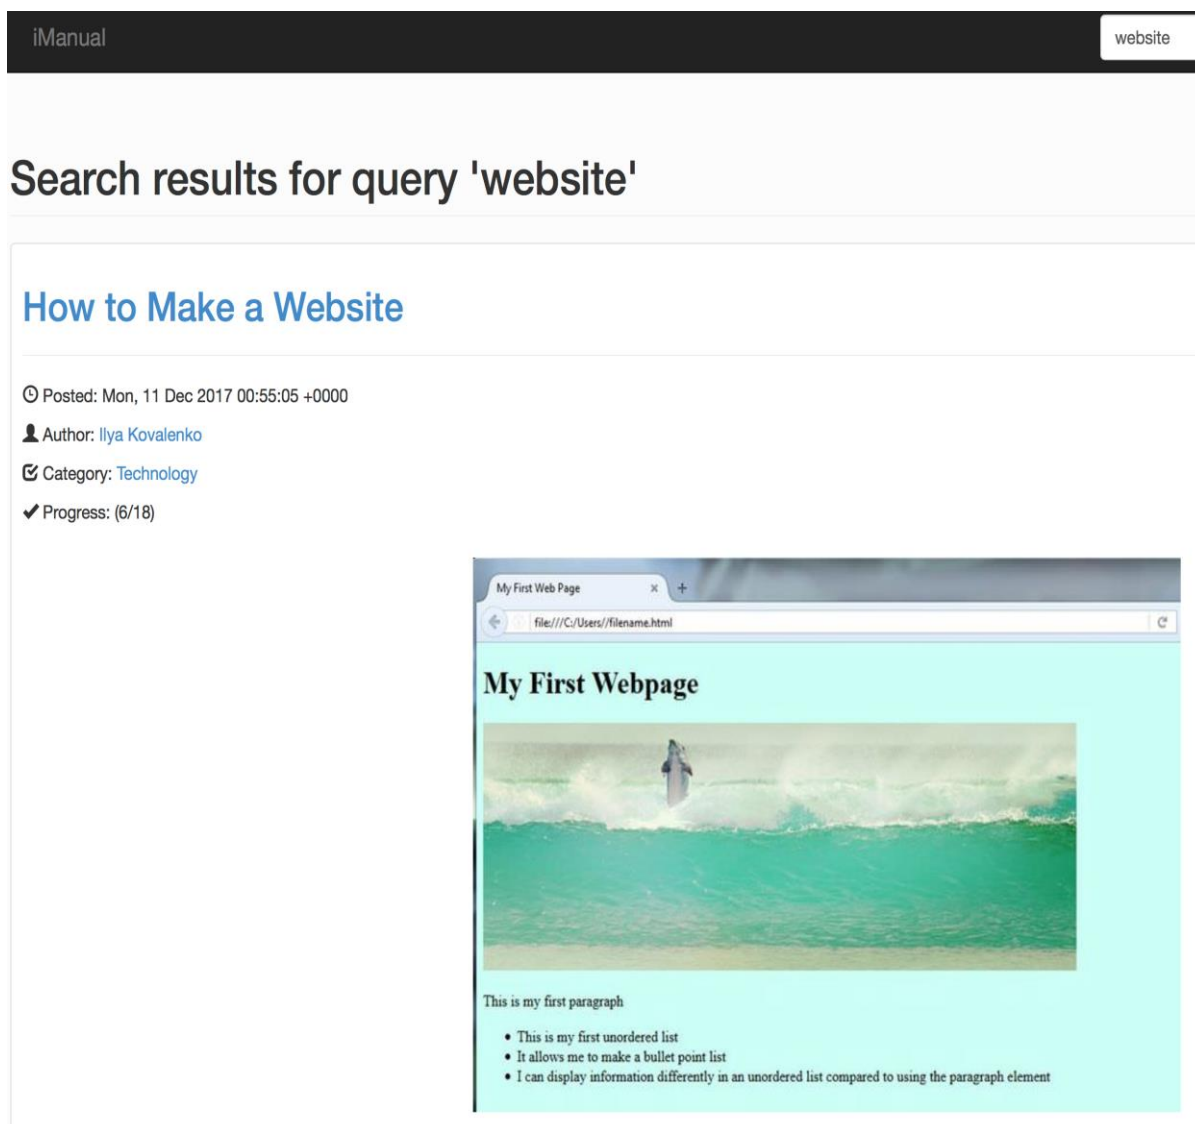 iManual
website
Search results for query 'website'
How to Make a Website
Posted: Mon, 11 Dec 2017 00:55:05 +0000
Author: Ilya Kovalenko
Category: Technology
Progress: (6/18)
My First Web Page
file:///C:/Users//filename.html
My First Webpage
This is my first paragraph
• This is my first unordered list
• It allows me to make a bullet point list
• I can display information differently in an unordered list compared to using the paragraph element